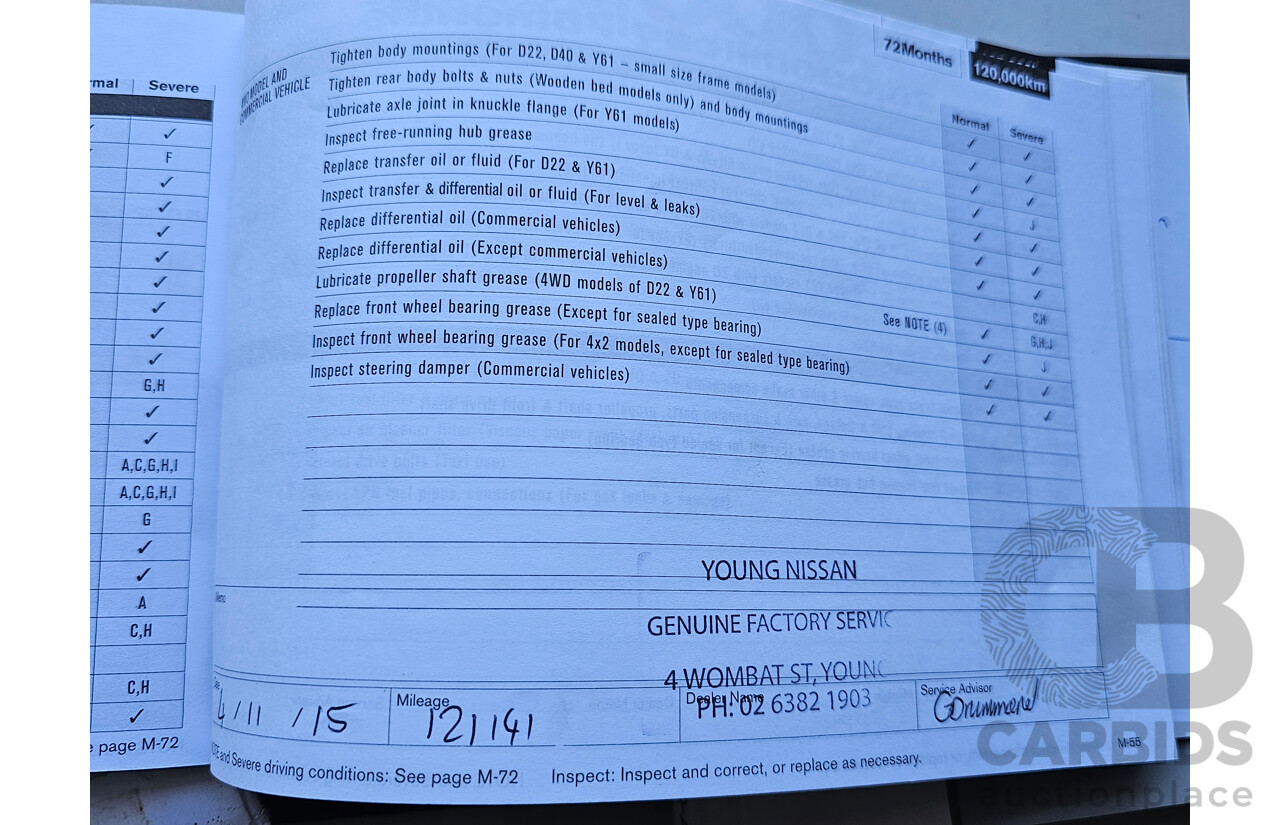 72Months
120,000km
rmal Severe
Normal Severe
MODEL AND
COMMERCIAL VEHICLE
Tighten body mountings (For D22, D40 & Y61 – small size frame models)
Tighten rear body bolts & nuts (Wooden bed models only) and body mountings
Lubricate axle joint in knuckle flange (For Y61 models)
Inspect free-running hub grease
Replace transfer oil or fluid (For D22 & Y61)
Inspect transfer & differential oil or fluid (For level & leaks)
Replace differential oil (Commercial vehicles)
Replace differential oil (Except commercial vehicles)
Lubricate propeller shaft grease (4WD models of D22 & Y61)
Replace front wheel bearing grease (Except for sealed type bearing) See NOTE (4)
Inspect front wheel bearing grease (For 4x2 models, except for sealed type bearing)
Inspect steering damper (Commercial vehicles)
J
C,H
G,H,J
J
F
G,H
A,C,G,H,I
A,C,G,H,I
G
A
C,H
C,H
page M-72
YOUNG NISSAN
Memo
GENUINE FACTORY SERVIC
4 WOMBAT ST, YOUNG
Mileage
121141
Dealer Name
PH: 02 6382 1903
Service Advisor
/11 /15
and Severe driving conditions: See page M-72 Inspect: Inspect and correct, or replace as necessary.
M-55
CB
CARBIDS
auctionplace